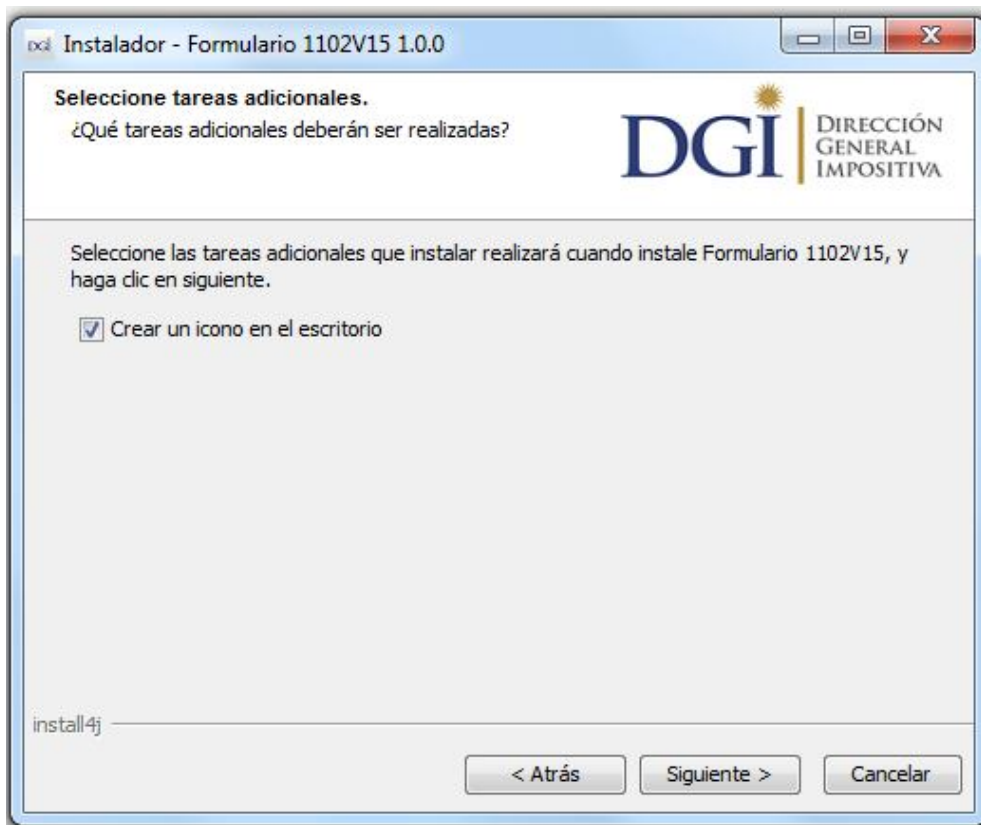 DGI Instalador - Formulario 1102V15 1.0.0
Seleccione tareas adicionales.
¿Qué tareas adicionales deberán ser realizadas?
DGI
DIRECCIÓN
GENERAL
IMPOSITIVA
Seleccione las tareas adicionales que instalar realizará cuando instale Formulario 1102V15, y
haga clic en siguiente.
Crear un icono en el escritorio
install4j
< Atrás
Siguiente >
Cancelar